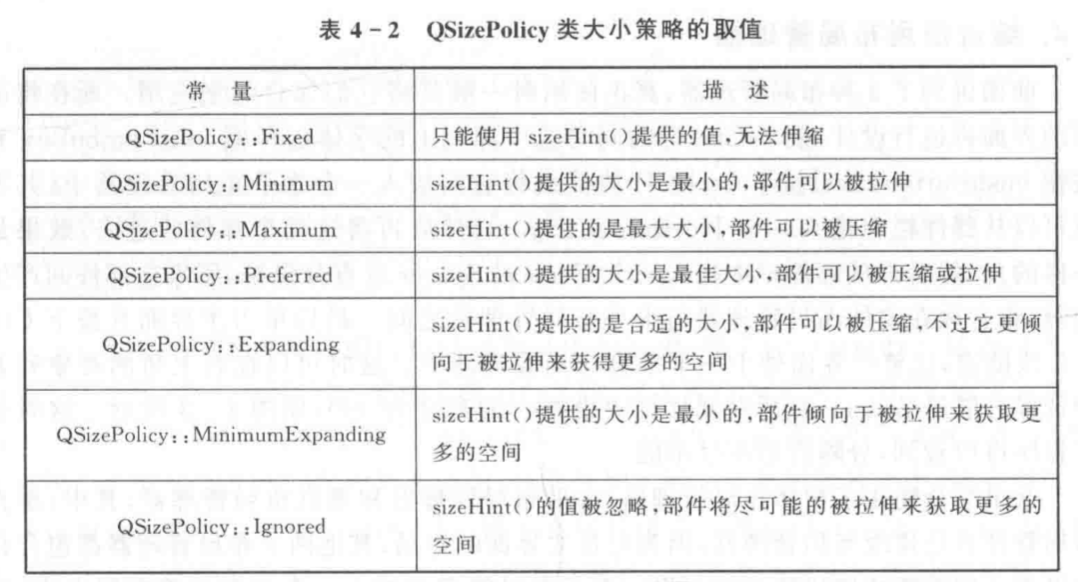 表 4-2 QSizePolicy 类大小策略的取值
常 量 描 述
QSizePolicy::Fixed 只能使用 sizeHint()提供的值,无法伸缩
QSizePolicy::Minimum sizeHint()提供的大小是最小的,部件可以被拉伸
QSizePolicy::Maximum sizeHint()提供的是最大大小,部件可以被压缩
QSizePolicy::Preferred sizeHint()提供的大小是最佳大小,部件可以被压缩或拉伸
QSizePolicy::Expanding sizeHint()提供的是合适的大小,部件可以被压缩,不过它更倾
向于被拉伸来获得更多的空间
QSizePolicy::MinimumExpanding sizeHint()提供的大小是最小的,部件倾向于被拉伸来获取更
多的空间
QSizePolicy::Ignored sizeHint()的值被忽略,部件将尽可能的被拉伸来获取更多的
空间